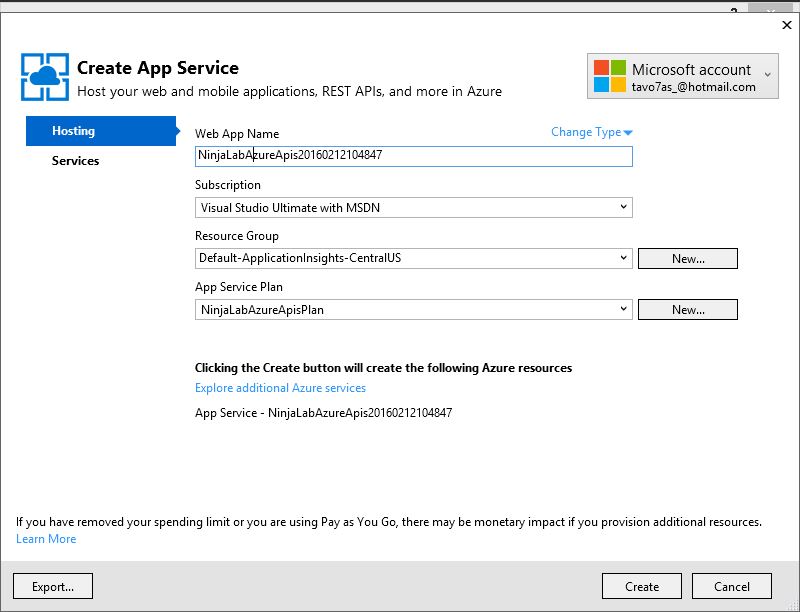 Create App Service
Host your web and mobile applications, REST APIs, and more in Azure
Microsoft account
tavo7as_@hotmail.com
Hosting
Services
Web App Name
Change Type
NinjaLabAzureApis20160212104847
Subscription
Visual Studio Ultimate with MSDN
Resource Group
Default-ApplicationInsights-CentralUS
New...
App Service Plan
NinjaLabAzureApisPlan
New...
Clicking the Create button will create the following Azure resources
Explore additional Azure services
App Service - NinjaLabAzureApis20160212104847
If you have removed your spending limit or you are using Pay as You Go, there may be monetary impact if you provision additional resources.
Learn More
Export...
Create
Cancel